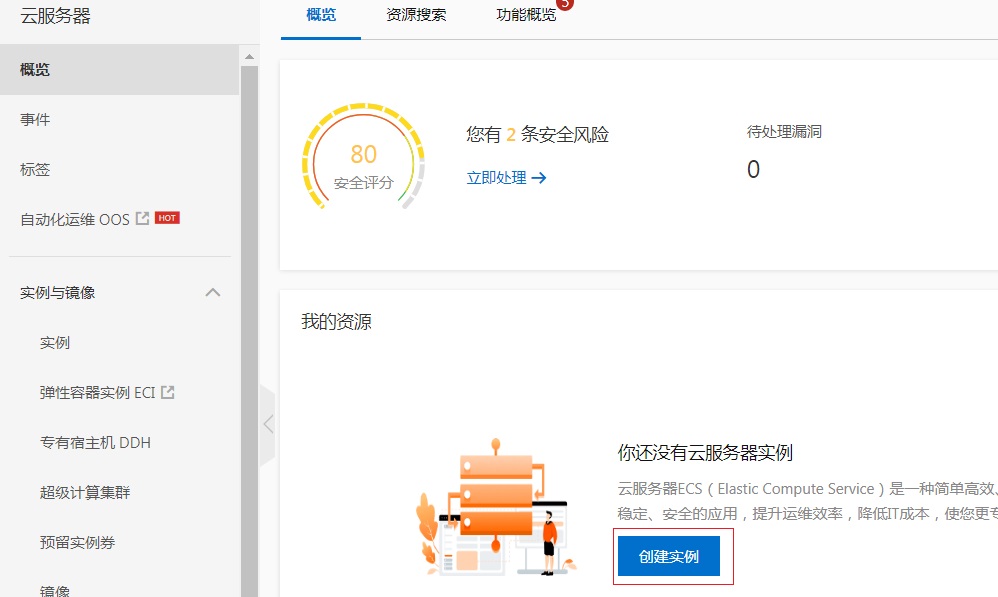 云服务器
概览
事件
标签
自动化运维 OOS HOT
实例与镜像
实例
弹性容器实例 ECI
专有宿主机 DDH
超级计算集群
预留实例券
镜像
概览 资源搜索 功能概览 5
80
安全评分
您有 2 条安全风险
立即处理
待处理漏洞
0
我的资源
你还没有云服务器实例
云服务器ECS（Elastic Compute Service）是一种简单高效、
稳定、安全的应用，提升运维效率，降低IT成本，使您更专
创建实例